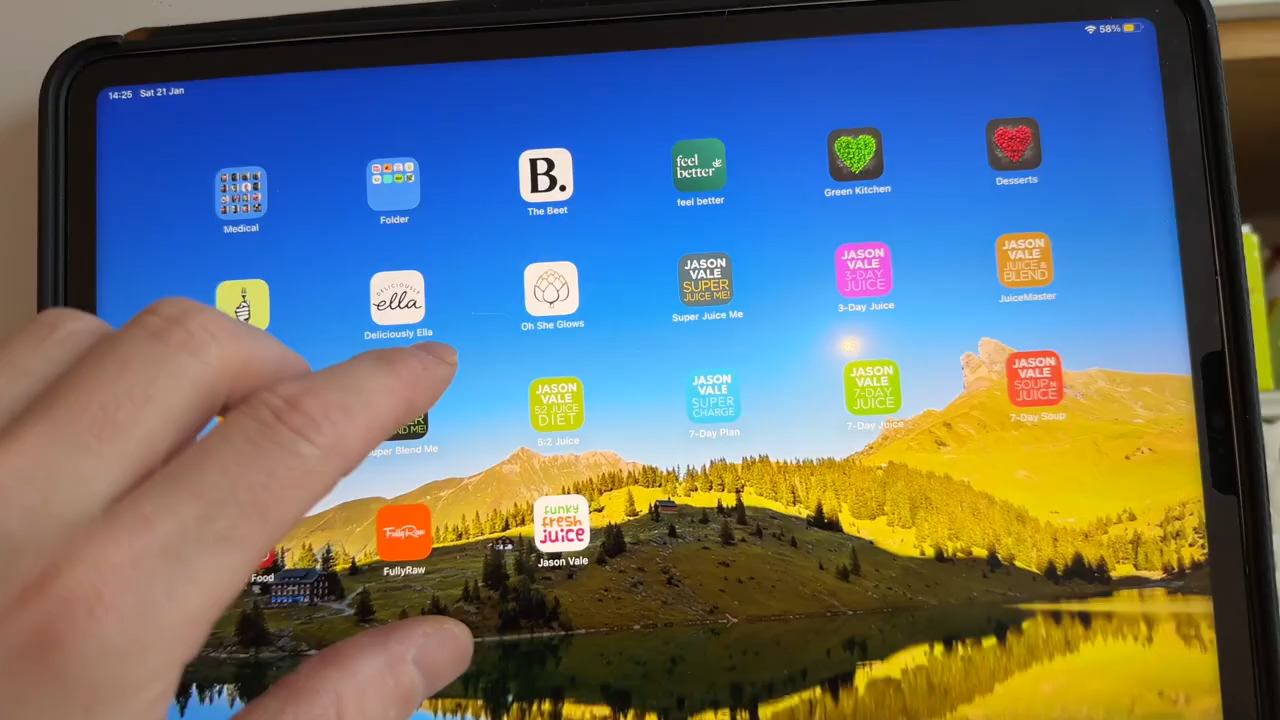 14:25 Sat 21 Jan
58%
Medical
Folder
B.
The Beet
feel
better
feel better
Green Kitchen
Desserts
DELICIOUSLY
ella
Deliciously Ella
Oh She Glows
JASON
VALE
SUPER
JUICE ME!
Super Juice Me
JASON
VALE
3-DAY
JUICE
3-Day Juice
JASON
VALE
JUICE &
BLEND
JuiceMaster
ND ME!
uper Blend Me
JASON
VALE
5:2 JUICE
DIET
5:2 Juice
JASON
VALE
SUPER
CHARGE
7-Day Plan
JASON
VALE
7-DAY
JUICE
7-Day Juice
JASON
VALE
SOUP N
JUICE
7-Day Soup
Food
FullyRaw
FullyRaw
funky
fresh
juice
Jason Vale